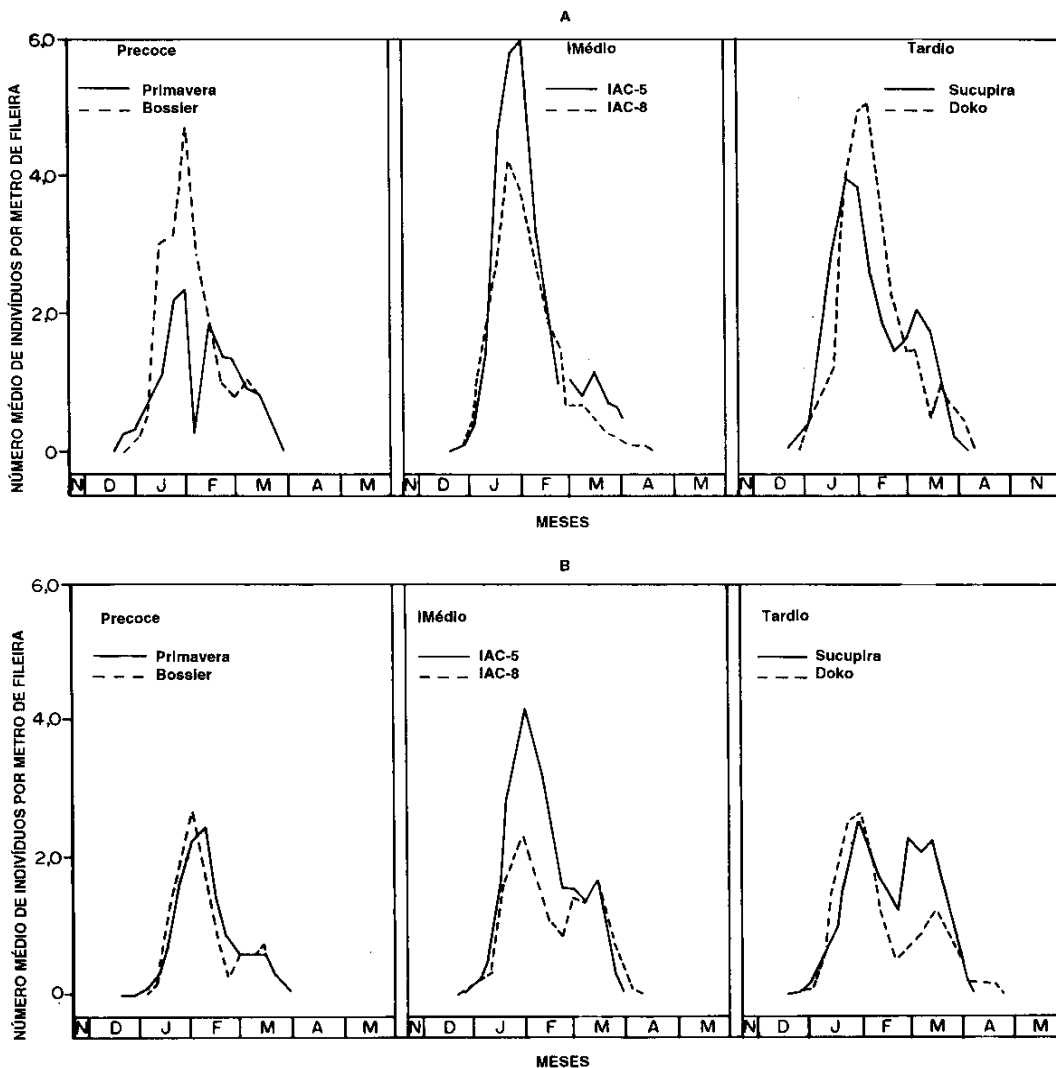 A
NÚMERO MÉDIO DE INDIVÍDUOS POR METRO DE FILEIRA
6,0
4,0
2,0
0
Precoce
Primavera
Bossier
IMédio
IAC-5
IAC-8
Tardio
Sucupira
Doko
N D J F M A M
N D J F M A M
N D J F M A N
MESES
B
NÚMERO MÉDIO DE INDIVÍDUOS POR METRO DE FILEIRA
6,0
4,0
2,0
0
Precoce
Primavera
Bossier
IMédio
IAC-5
IAC-8
Tardio
Sucupira
Doko
N D J F M A M
N D J F M A M
N D J F M A M
MESES